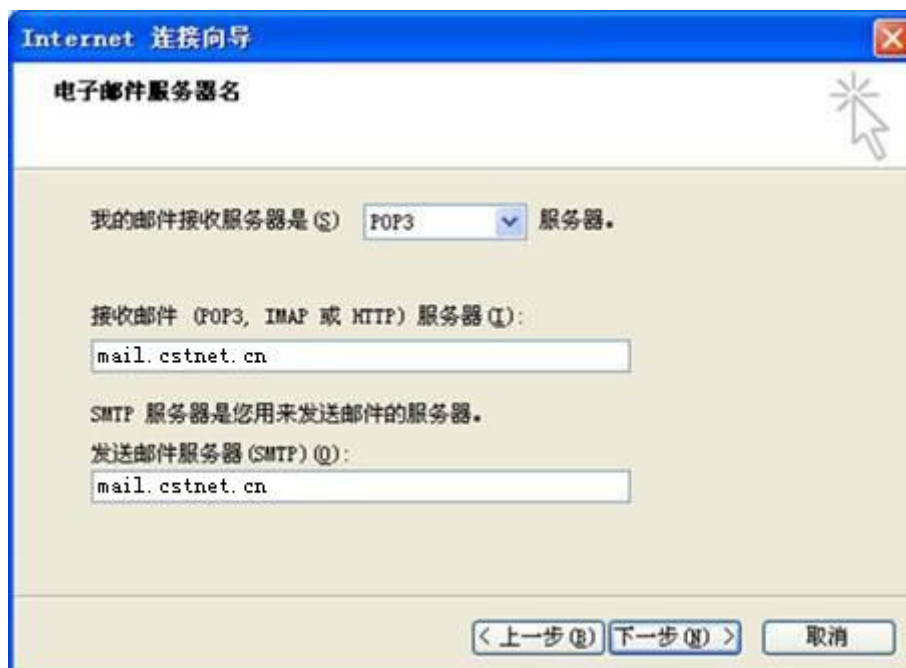 Internet 连接向导
电子邮件服务器名
我的邮件接收服务器是(S) POP3 服务器。
接收邮件 (POP3, IMAP 或 HTTP) 服务器(I):
mail.cstnet.cn
SMTP 服务器是您用来发送邮件的服务器。
发送邮件服务器(SMTP)(O):
mail.cstnet.cn
< 上一步(B) 下一步(N) > 取消